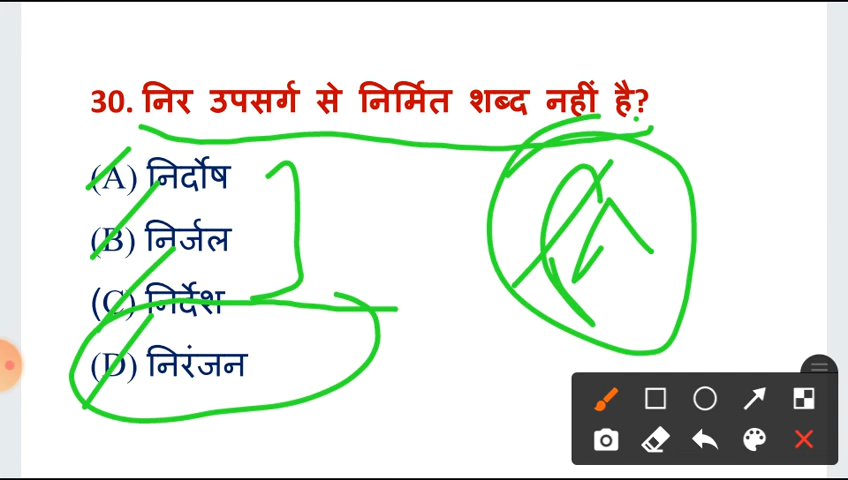 30. निर उपसर्ग से निर्मित शब्द नहीं है?
(A) निर्दोष
(B) निर्जल
(C) निर्देश
(D) निरंजन